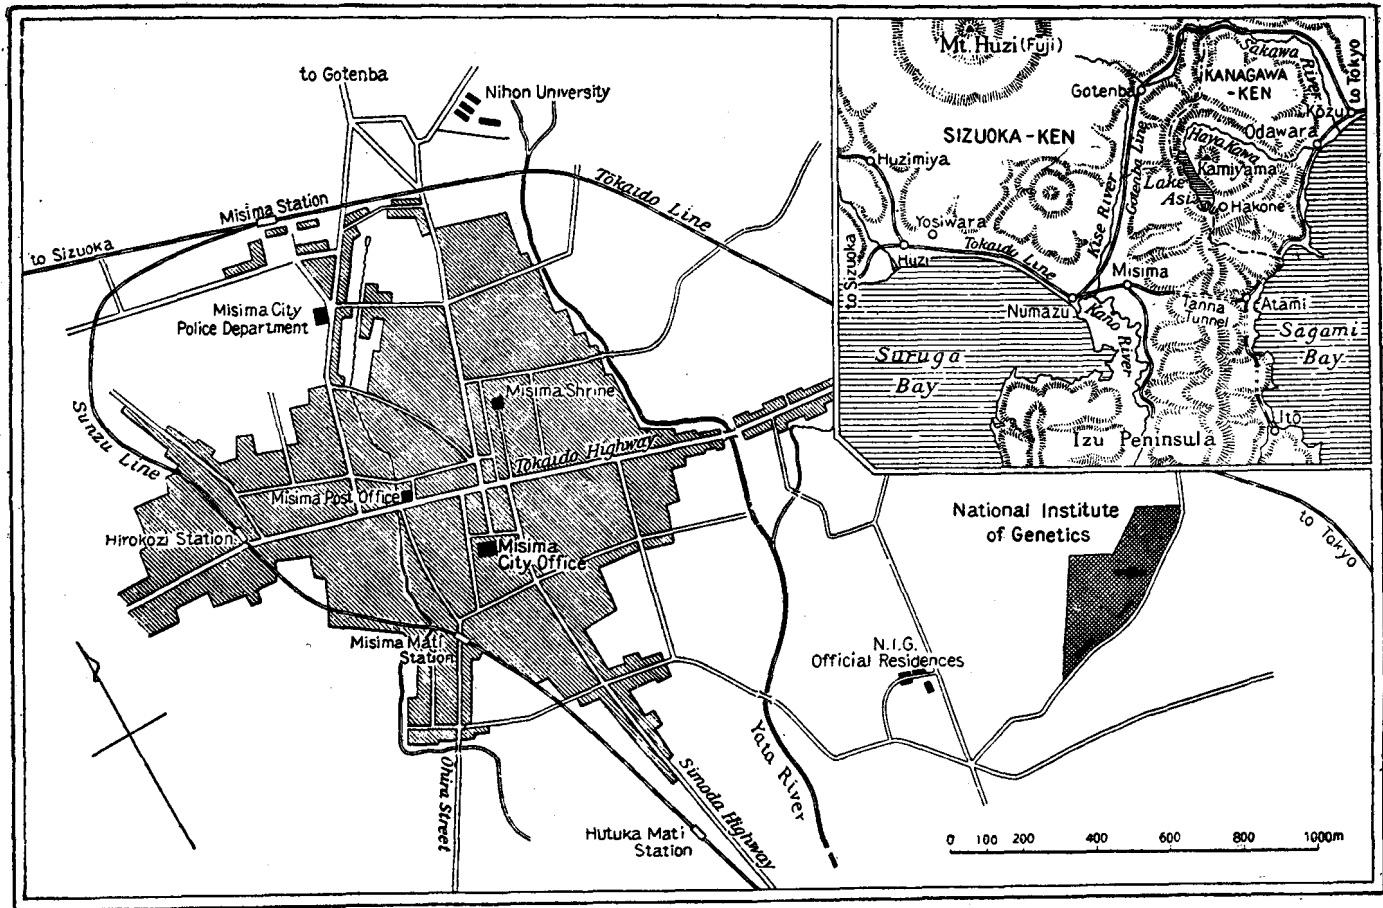 to Gotenba
Nihon University
Misima Station
Tokaido Line
to Sizuoka
Misima City
Police Department
Misima Shrine
Sunzu Line
Tokaido Highway
Misima Post Office
Hirokozi Station
Misima
City Office
Misima Mati
Station
Ohira Street
Simoda Highway
Hutuka Mati
Station
Yata River
National Institute
of Genetics
N.I.G.
Official Residences
to Tokyo
0 100 200 400 600 800 1000m
Mt. Huzi (Fuji)
Gotenba
SIZUOKA-KEN
KANAGAWA
-KEN
Sakawa
River
to Tokyo
Kōzu
Odawara
Haya Kawa
Kamiyama
Lake
Asi
Hakone
Huzimiya
Yosiwara
to Sizuoka
Huzi
Tokaido Line
Kise River
Gotenba Line
Misima
Numazu
Kano
River
Tanna
Tunnel
Atami
Sagami
Bay
Suruga
Bay
Izu Peninsula
Itō